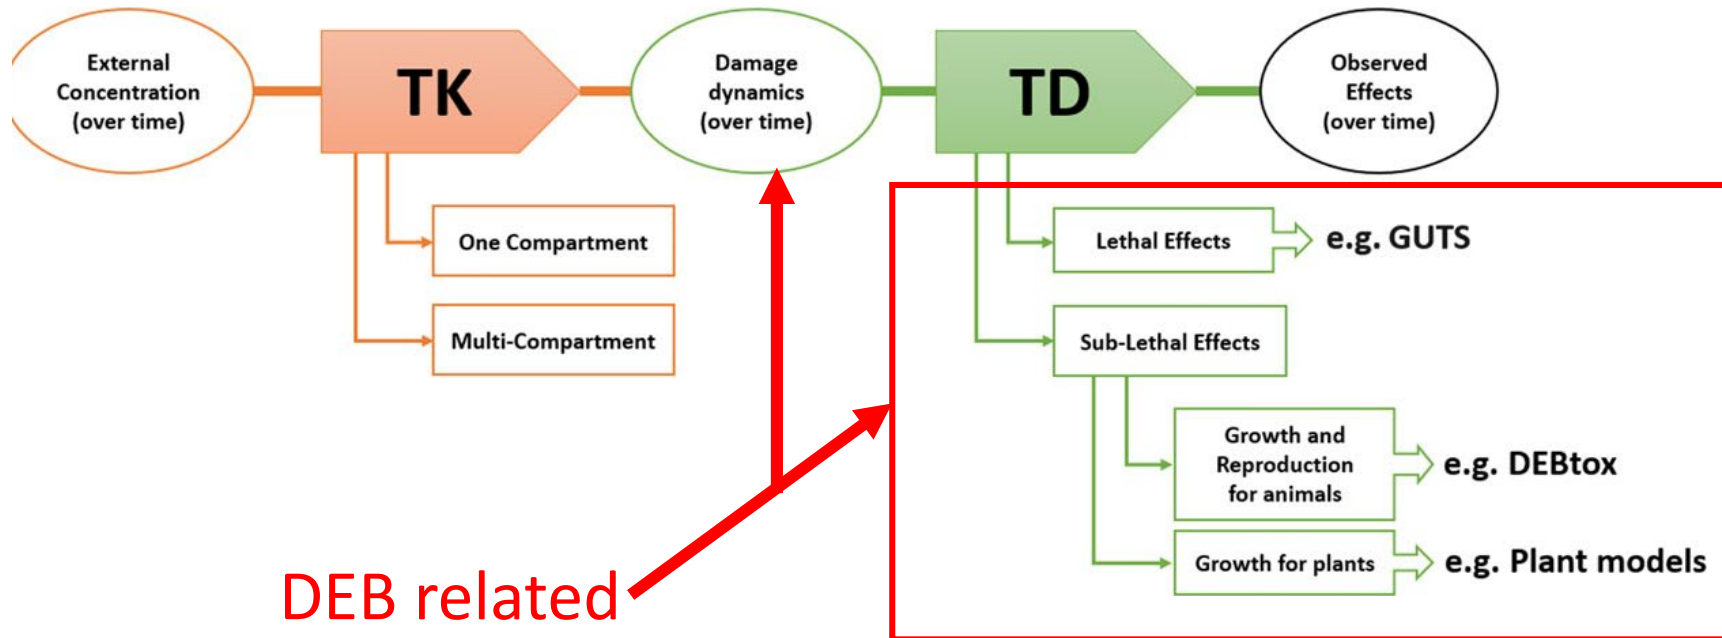 External
Concentration
(over time)
TK
Damage
dynamics
(over time)
TD
Observed
Effects
(over time)
One Compartment
Multi-Compartment
Lethal Effects
e.g. GUTS
Sub-Lethal Effects
Growth and
Reproduction
for animals
e.g. DEBtox
Growth for plants
e.g. Plant models
DEB related